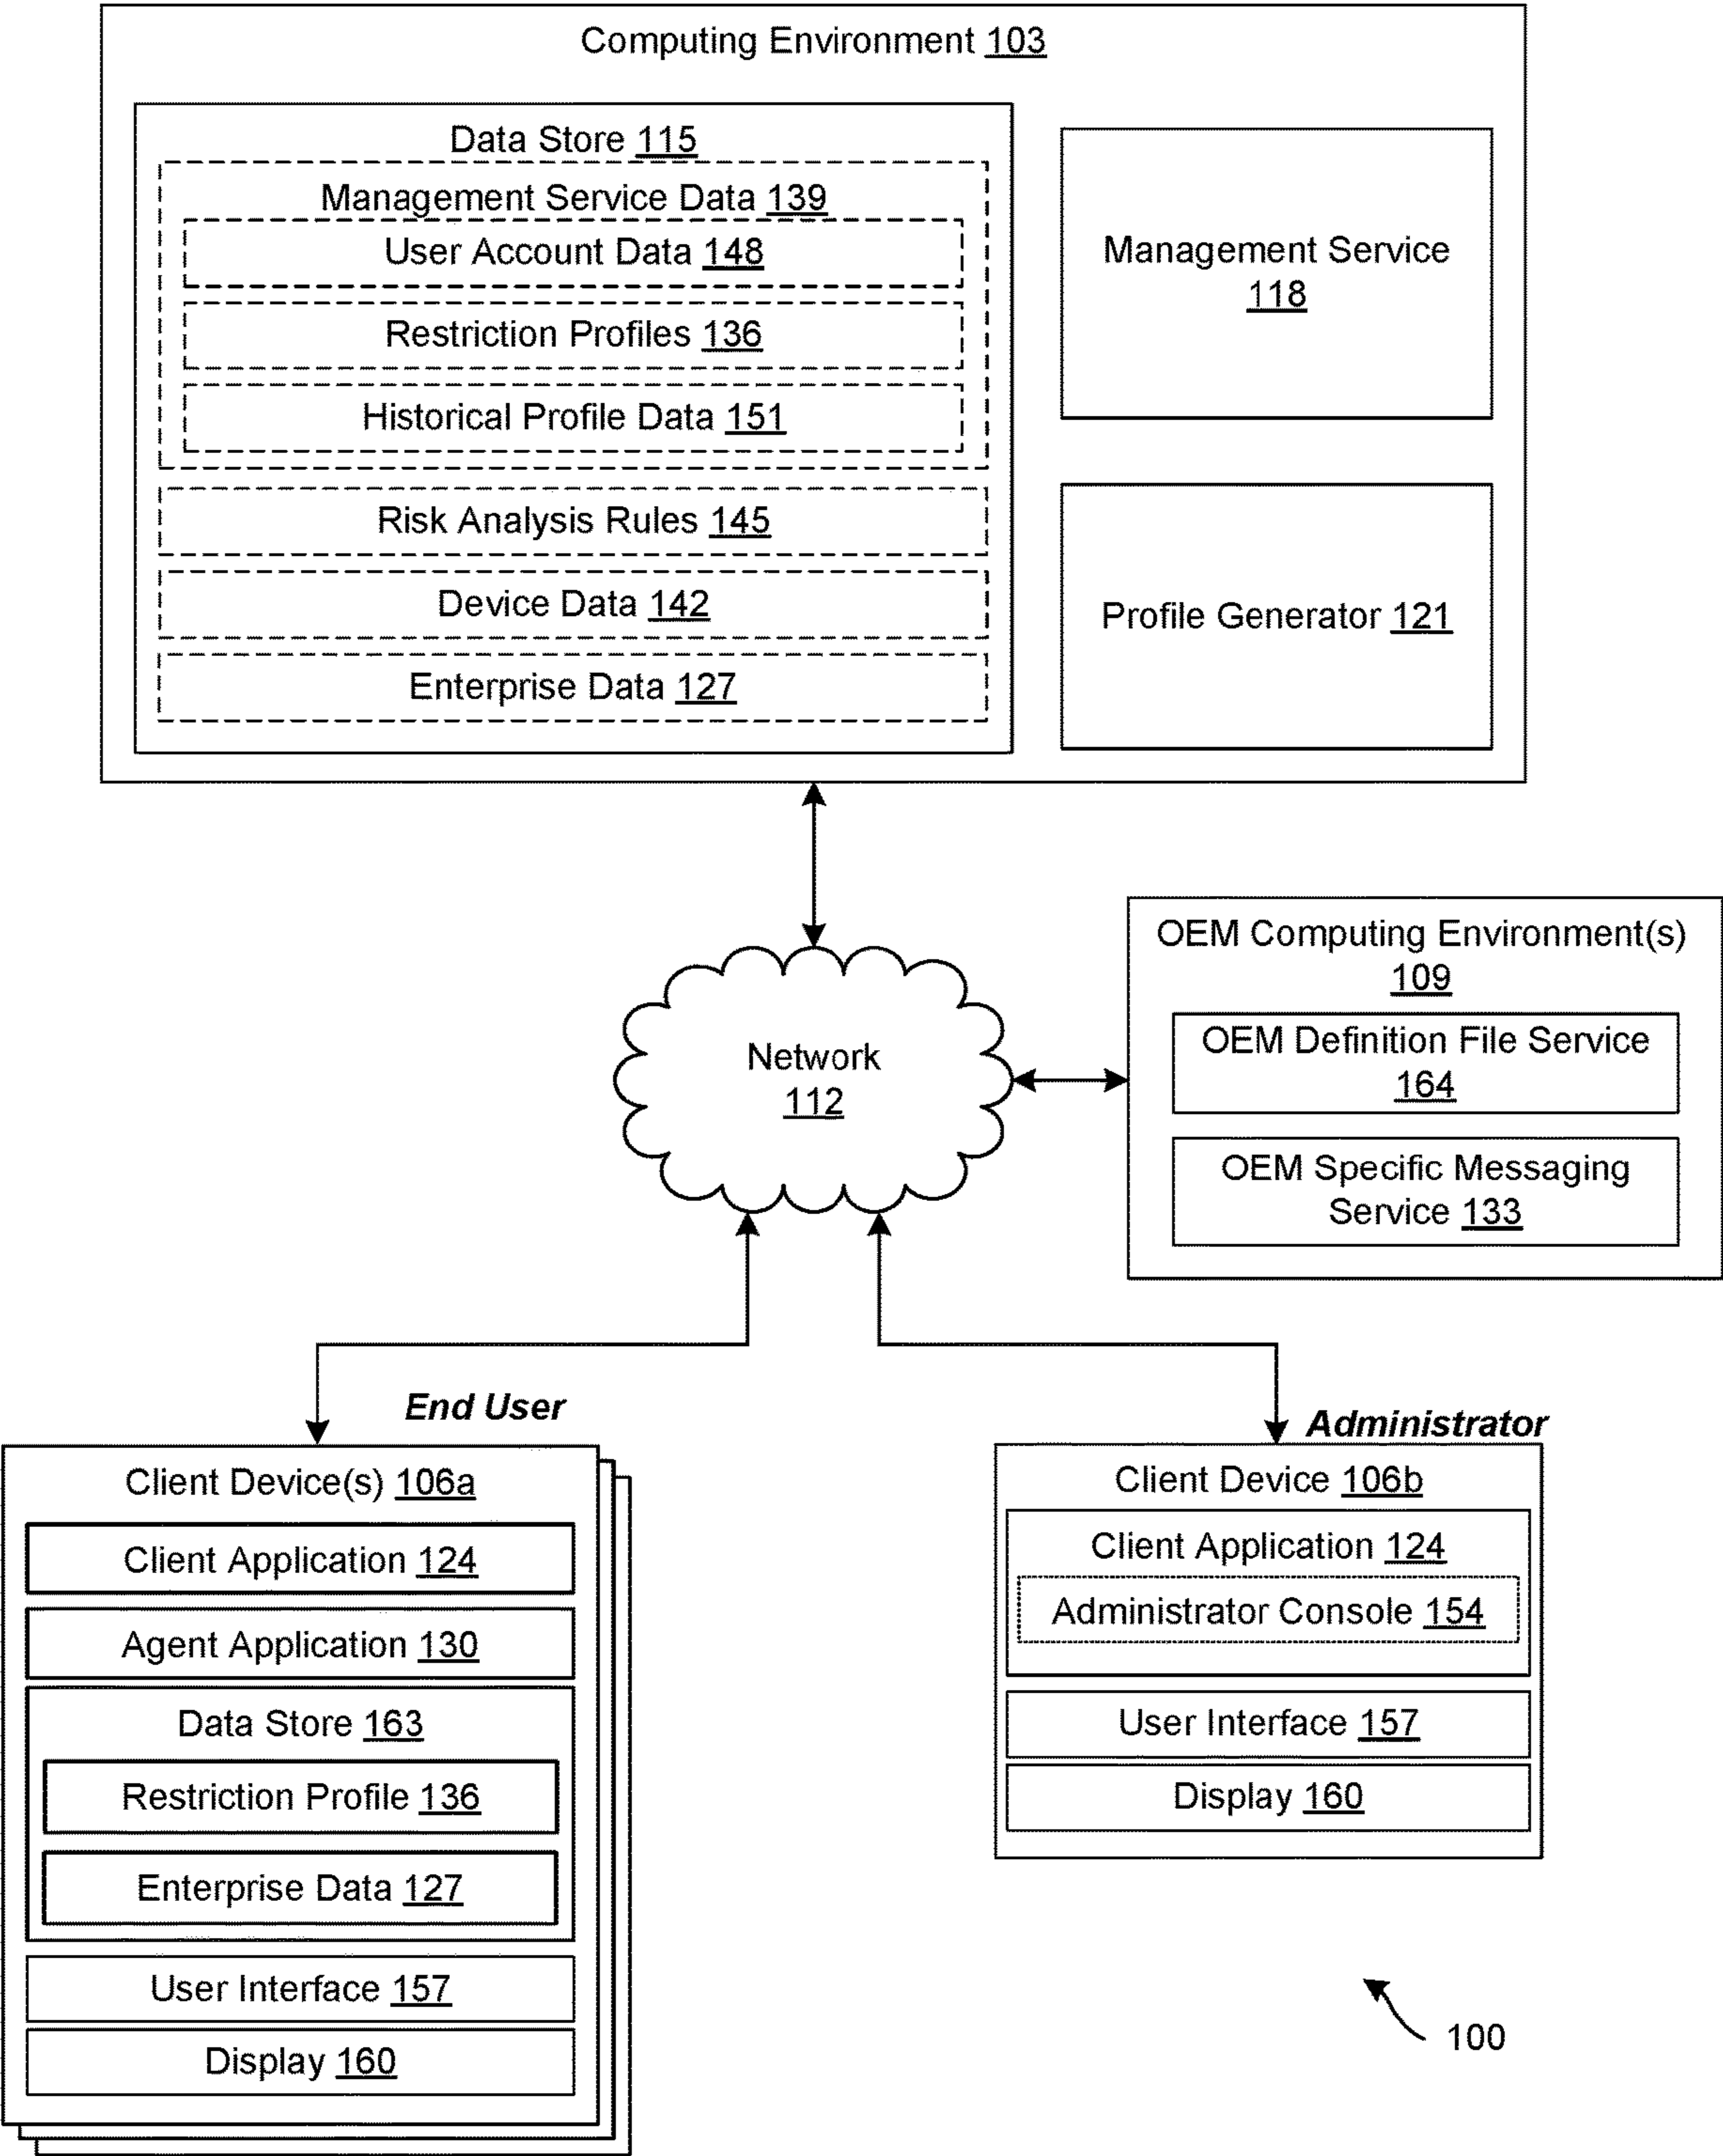 Computing Environment 103
Data Store 115
Management Service Data 139
User Account Data 148
Restriction Profiles 136
Historical Profile Data 151
Risk Analysis Rules 145
Device Data 142
Enterprise Data 127
Management Service
118
Profile Generator 121
Network
112
OEM Computing Environment(s)
109
OEM Definition File Service
164
OEM Specific Messaging
Service 133
End User
Client Device(s) 106a
Client Application 124
Agent Application 130
Data Store 163
Restriction Profile 136
Enterprise Data 127
User Interface 157
Display 160
Administrator
Client Device 106b
Client Application 124
Administrator Console 154
User Interface 157
Display 160
100